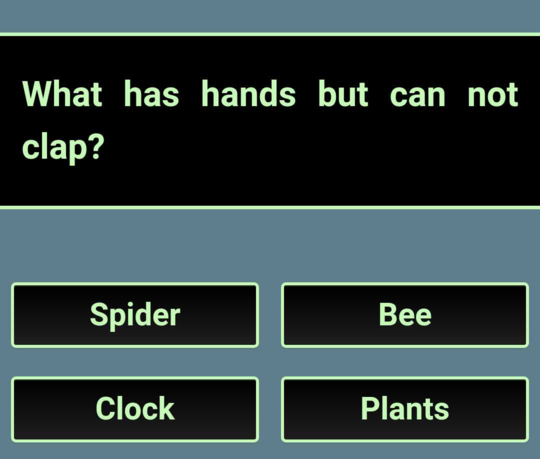 What has hands but can not
clap?
Spider
Bee
Clock
Plants